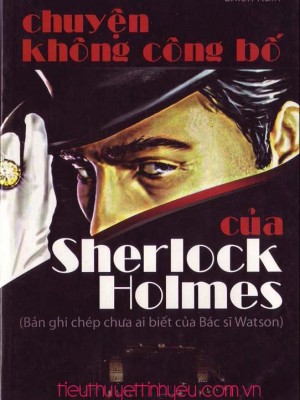 chuyện
không công bố
của
Sherlock
Holmes
(Bản ghi chép chưa ai biết của Bác sĩ Watson)
tieuthuyettinhyeu.com.vn